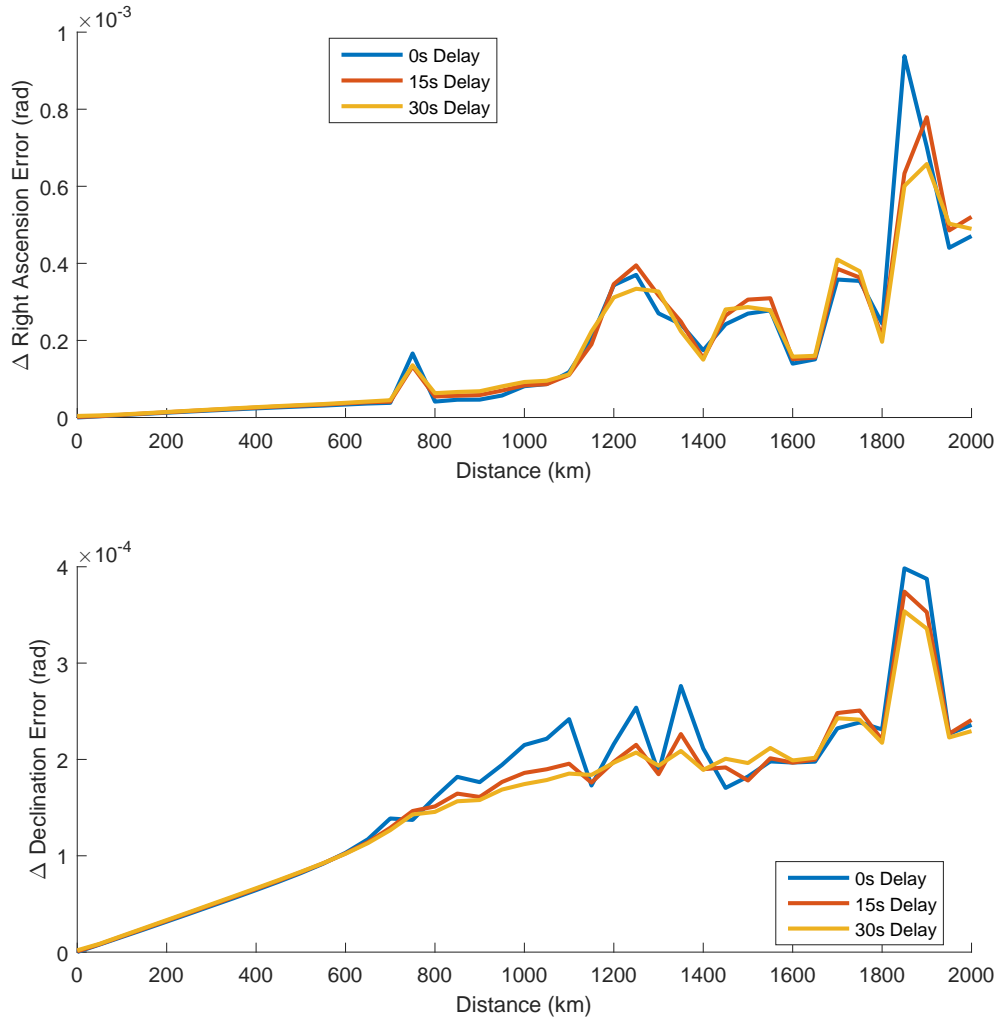 ×10-3
1
0.8
0.6
0.4
0.2
0
Δ Right Ascension Error (rad)
0s Delay
15s Delay
30s Delay
0 200 400 600 800 1000 1200 1400 1600 1800 2000
Distance (km)
×10-4
4
3
2
1
0
Δ Declination Error (rad)
0s Delay
15s Delay
30s Delay
0 200 400 600 800 1000 1200 1400 1600 1800 2000
Distance (km)